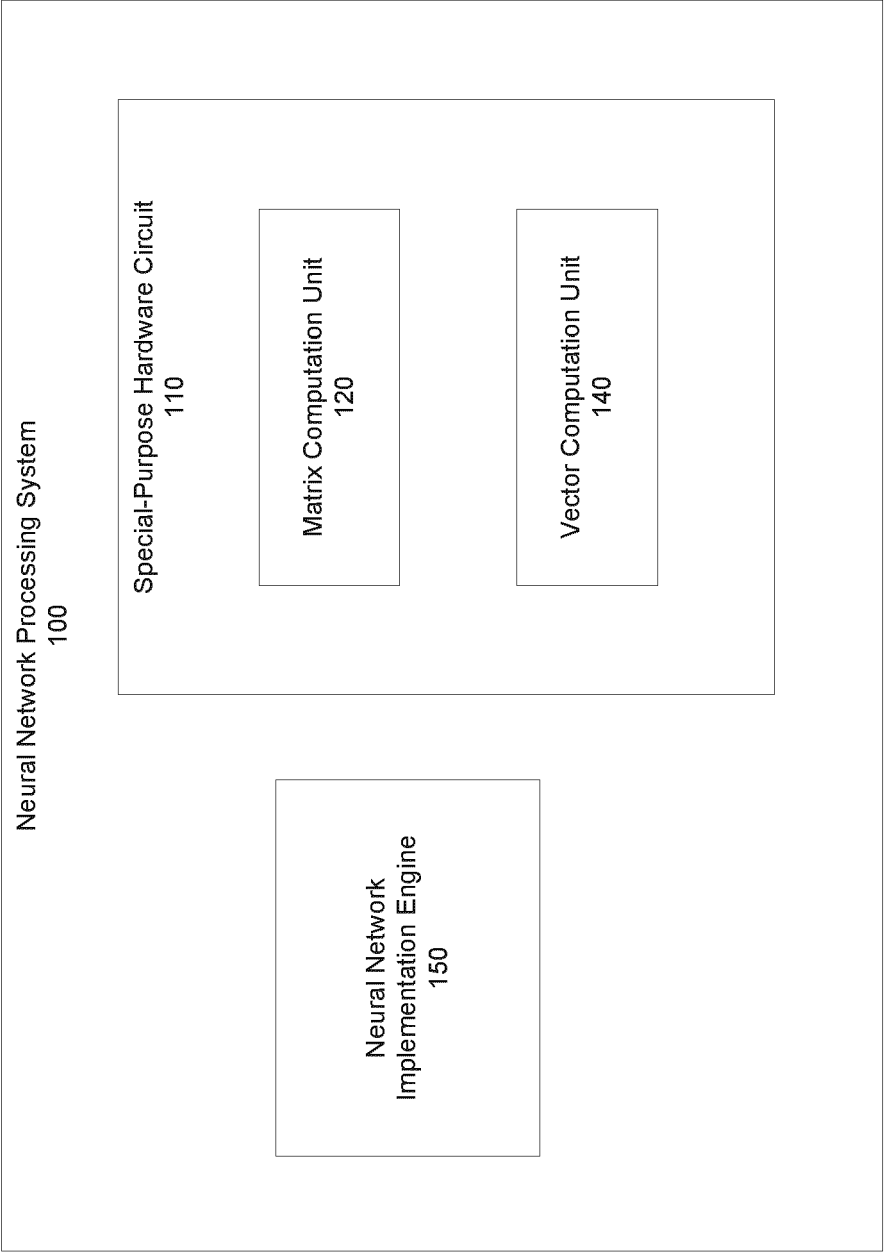 Neural Network Processing System
100
Neural Network
Implementation Engine
150
Special-Purpose Hardware Circuit
110
Matrix Computation Unit
120
Vector Computation Unit
140